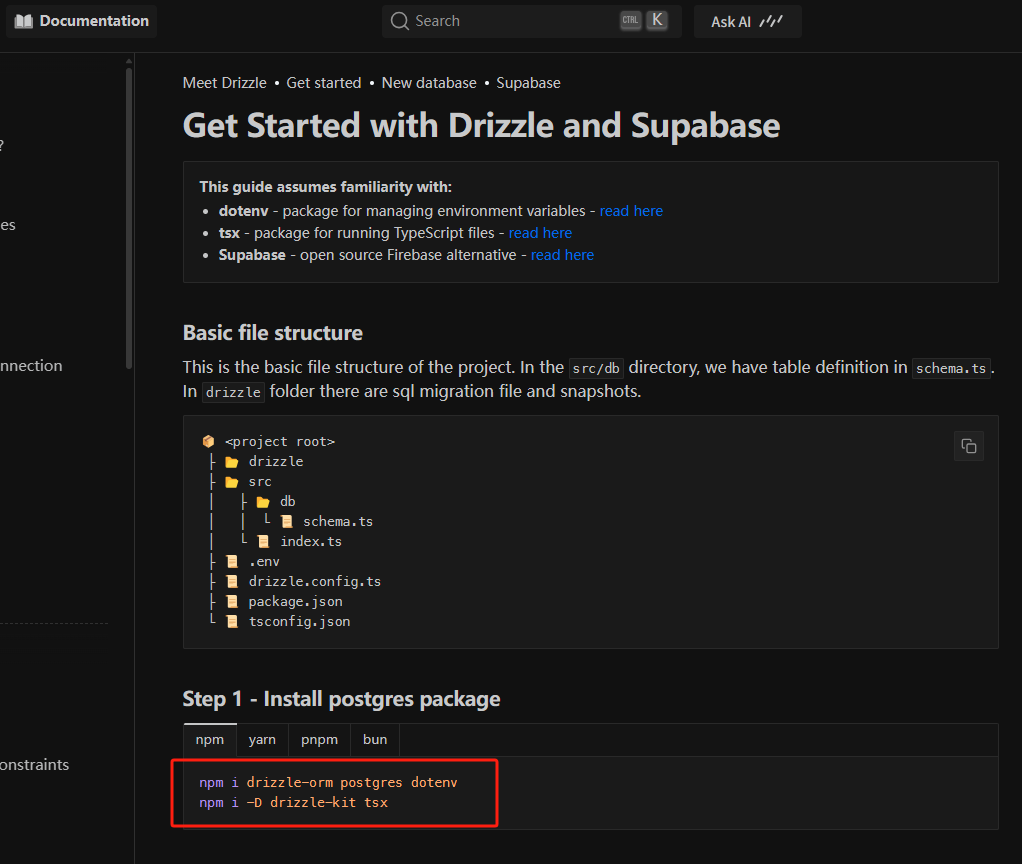 Documentation
Search
CTRL K
Ask AI
?
es
nnection
onstraints
Meet Drizzle • Get started • New database • Supabase
Get Started with Drizzle and Supabase
This guide assumes familiarity with:
• dotenv - package for managing environment variables - read here
• tsx - package for running TypeScript files - read here
• Supabase - open source Firebase alternative - read here
Basic file structure
This is the basic file structure of the project. In the src/db directory, we have table definition in schema.ts.
In drizzle folder there are sql migration file and snapshots.
<project root>
├ drizzle
├ src
│ ├ db
│ │ └ schema.ts
│ └ index.ts
├ .env
├ drizzle.config.ts
├ package.json
└ tsconfig.json
Step 1 - Install postgres package
npm yarn pnpm bun
npm i drizzle-orm postgres dotenv
npm i -D drizzle-kit tsx